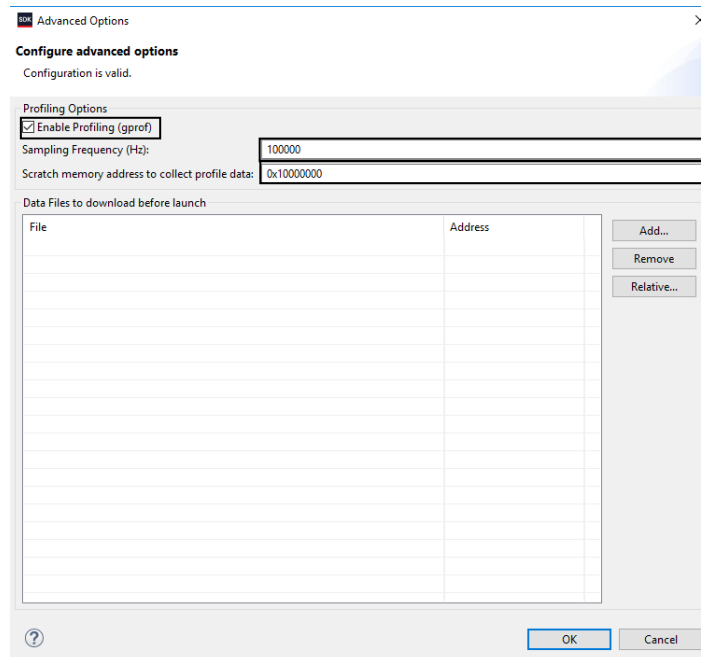 SDK Advanced Options
Configure advanced options
Configuration is valid.
Profiling Options
Enable Profiling (gprof)
Sampling Frequency (Hz): 100000
Scratch memory address to collect profile data: 0x10000000
Data Files to download before launch
File Address
Add...
Remove
Relative...
?
OK Cancel